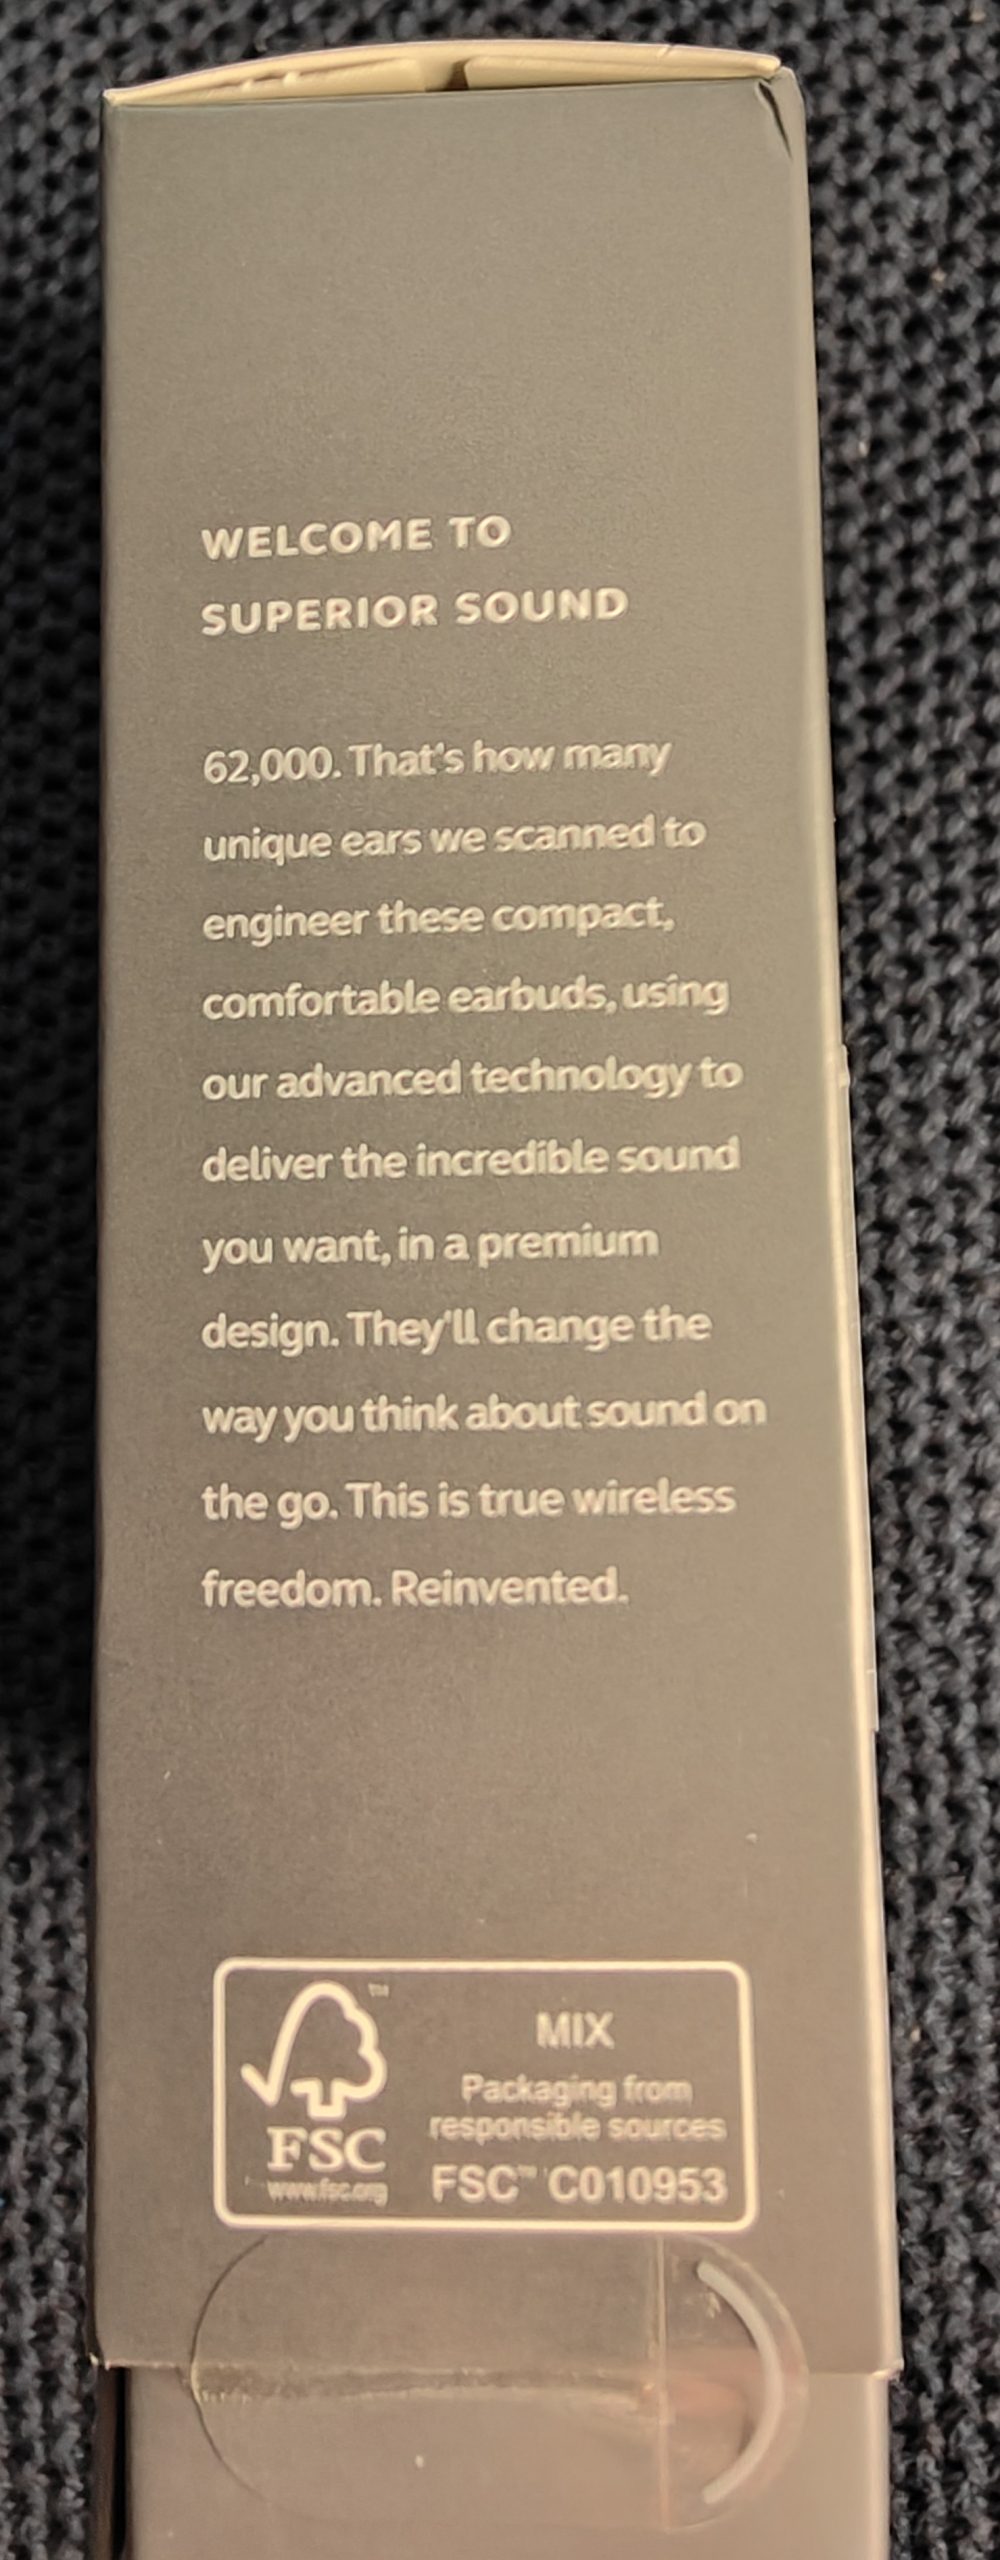 WELCOME TO
SUPERIOR SOUND
62,000. That's how many
unique ears we scanned to
engineer these compact,
comfortable earbuds, using
our advanced technology to
deliver the incredible sound
you want, in a premium
design. They'll change the
way you think about sound on
the go. This is true wireless
freedom. Reinvented.
TM
FSC
www.fsc.org
MIX
Packaging from
responsible sources
FSC™ C010953